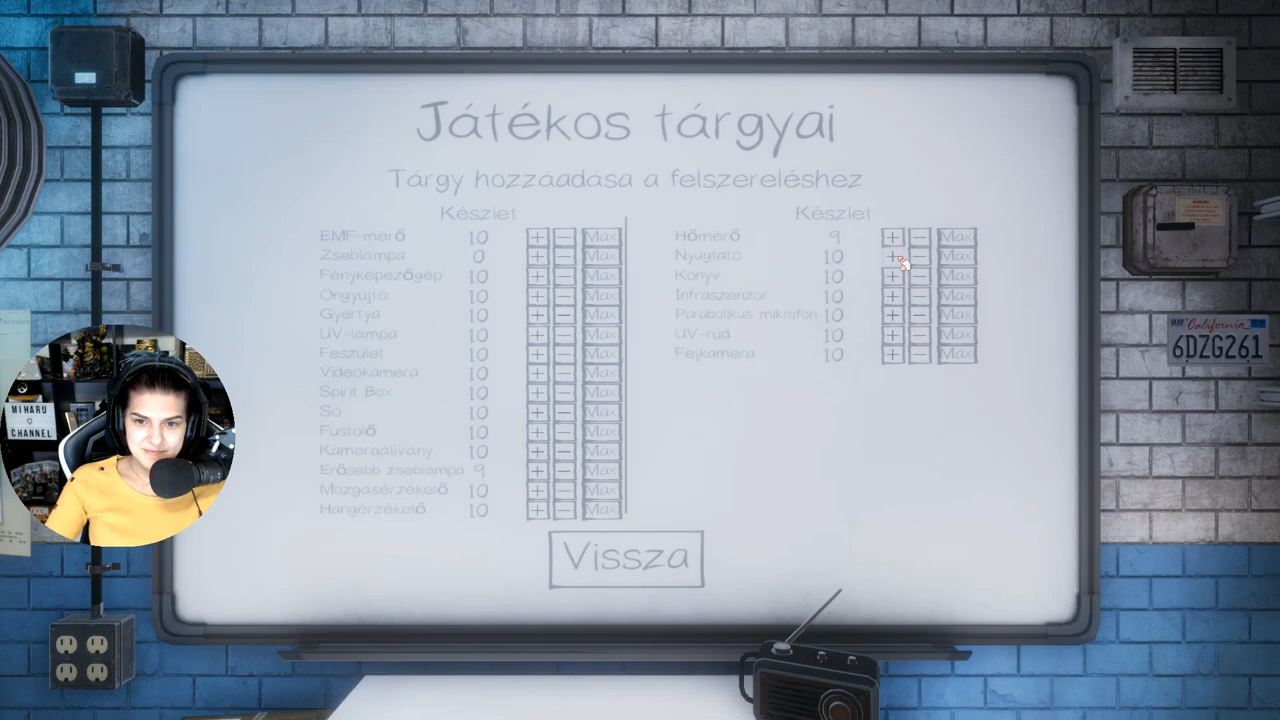 Játékos tárgyai
Tárgy hozzáadása a felszereléshez
Készlet
EMF-mérő 10 + − Max
Zseblámpa 0 + − Max
Fényképezőgép 10 + − Max
Öngyújtó 10 + − Max
Gyertya 10 + − Max
UV-lámpa 10 + − Max
Feszület 10 + − Max
Videókamera 10 + − Max
Spirit Box 10 + − Max
Só 10 + − Max
Füstölő 10 + − Max
Kameraállvány 10 + − Max
Erősebb zseblámpa 9 + − Max
Mozgásérzékelő 10 + − Max
Hangérzékelő 10 + − Max
Készlet
Hőmérő 9 + − Max
Nyugtató 10 + − Max
Könyv 10 + − Max
Infraszenzor 10 + − Max
Parabolikus mikrofon 10 + − Max
UV-rúd 10 + − Max
Fejkamera 10 + − Max
Vissza
MIHARU
CHANNEL
MAY California
6DZG261